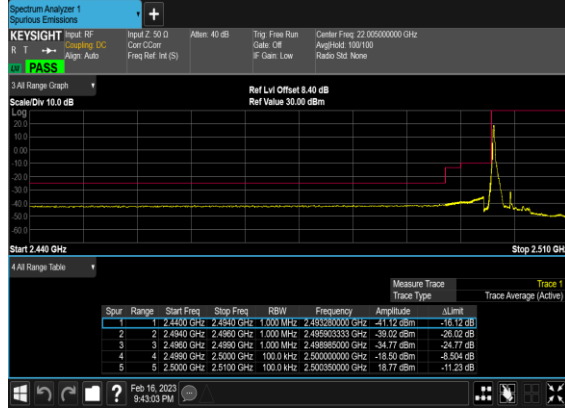 Spectrum Analyzer 1
Spurious Emissions
+
KEYSIGHT Input: RF Input Z: 50 Ω Atten: 40 dB Trig: Free Run Center Freq: 22.005000000 GHz
R T Coupling: DC Corr CCorr Gate: Off Avg|Hold: 100/100
Align: Auto Freq Ref: Int (S) IF Gain: Low Radio Std: None
PASS
3 All Range Graph
Ref Lvl Offset 8.40 dB
Scale/Div 10.0 dB Ref Value 30.00 dBm
Log
20.0
10.0
0.00
-10.0
-20.0
-30.0
-40.0
-50.0
-60.0
Start 2.440 GHz Stop 2.510 GH
4 All Range Table
Measure Trace Trace 1
Trace Type Trace Average (Active)
Spur Range Start Freq Stop Freq RBW Frequency Amplitude ΔLimit
1 1 2.4400 GHz 2.4940 GHz 1.000 MHz 2.493280000 GHz -41.12 dBm -16.12 dB
2 2 2.4940 GHz 2.4960 GHz 1.000 MHz 2.495903333 GHz -39.02 dBm -26.02 dB
3 3 2.4960 GHz 2.4990 GHz 1.000 MHz 2.498985000 GHz -34.77 dBm -24.77 dB
4 4 2.4990 GHz 2.5000 GHz 100.0 kHz 2.500000000 GHz -18.50 dBm -8.504 dB
5 5 2.5000 GHz 2.5100 GHz 100.0 kHz 2.500350000 GHz 18.77 dBm -11.23 dB
? Feb 16, 2023
9:43:03 PM